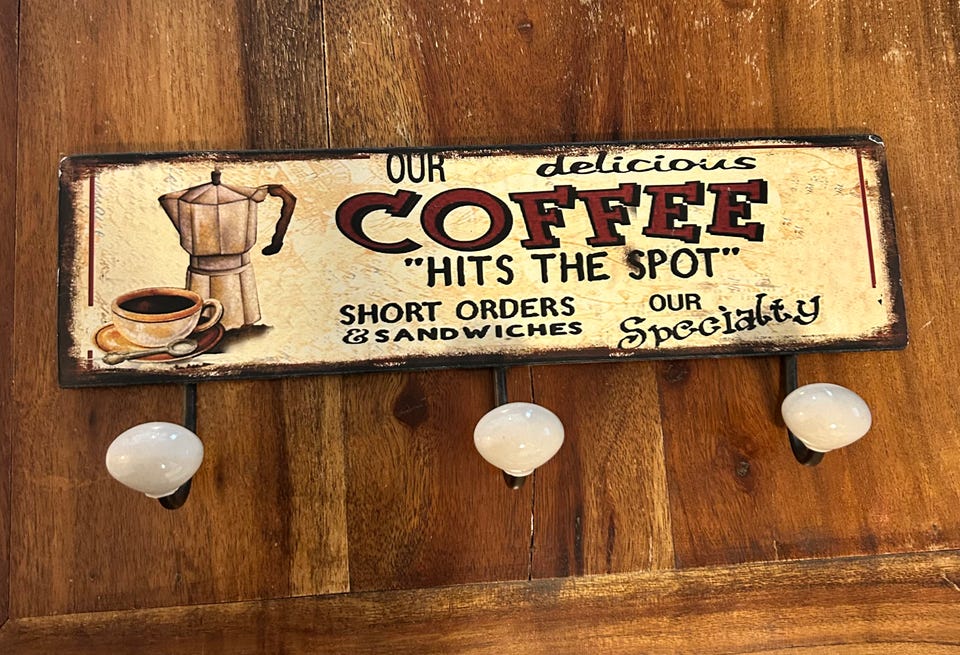 OUR delicious
COFFEE
"HITS THE SPOT"
SHORT ORDERS OUR
& SANDWICHES Specialty